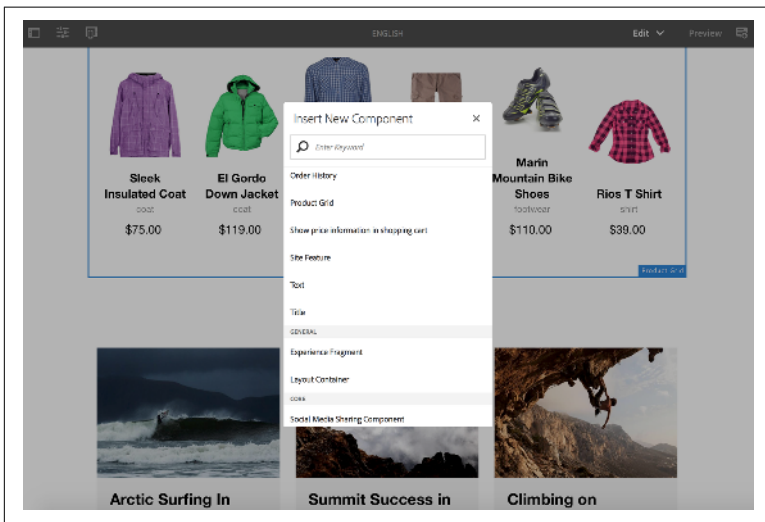 ENGLISH
Edit
Preview
Insert New Component
Enter Keyword
Order History
Product Grid
Show price information in shopping cart
Site Feature
Text
Title
GENERAL
Experience Fragment
Layout Container
CORE
Social Media Sharing Component
Sleek
Insulated Coat
coat
$75.00
El Gordo
Down Jacket
coat
$119.00
Marin
Mountain Bike
Shoes
footwear
$110.00
Rios T Shirt
shirt
$39.00
Product Grid
Arctic Surfing In
Summit Success in
Climbing on